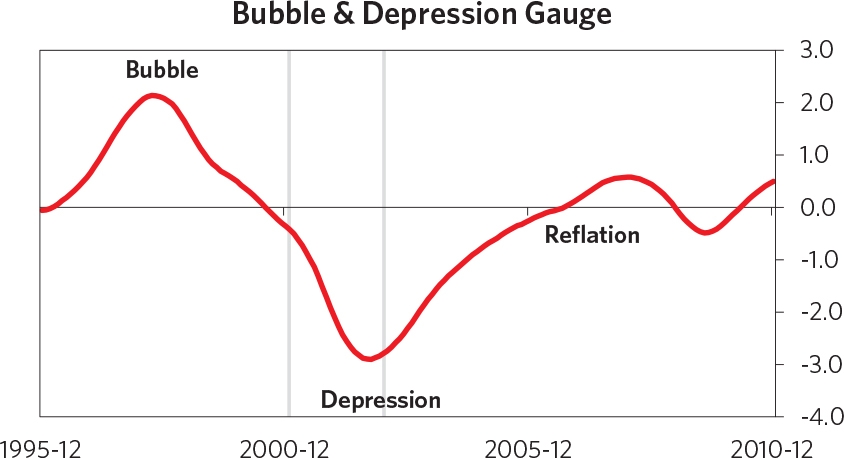 Bubble & Depression Gauge
3.0
Bubble
2.0
1.0
0.0
Reflation
-1.0
-2.0
-3.0
Depression
-4.0
1995-12 2000-12 2005-12 2010-12